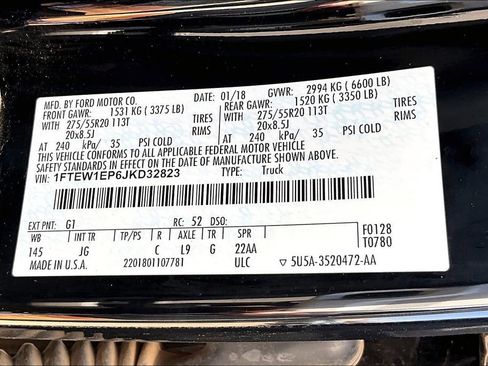 MFD. BY FORD MOTOR CO. DATE: 01/18 GVWR: 2994 KG ( 6600 LB)
FRONT GAWR: 1531 KG ( 3375 LB) REAR GAWR: 1520 KG ( 3350 LB)
WITH 275/55R20 113T TIRES WITH 275/55R20 113T TIRES
20x8.5J RIMS 20x8.5J RIMS
AT 240 kPa/ 35 PSI COLD AT 240 kPa/ 35 PSI COLD
THIS VEHICLE CONFORMS TO ALL APPLICABLE FEDERAL MOTOR VEHICLE
SAFETY STANDARDS IN EFFECT ON THE DATE OF MANUFACTURE SHOWN ABOVE.
VIN: 1FTEW1EP6JKD32823 TYPE: Truck
EXT PNT: G1 RC: 52 DSO: F0128
WB INT TR TP/PS R AXLE TR SPR T0780
145 JG C L9 G 22AA
MADE IN U.S.A. 2201801107781 ULC ▽ 5U5A-3520472-AA